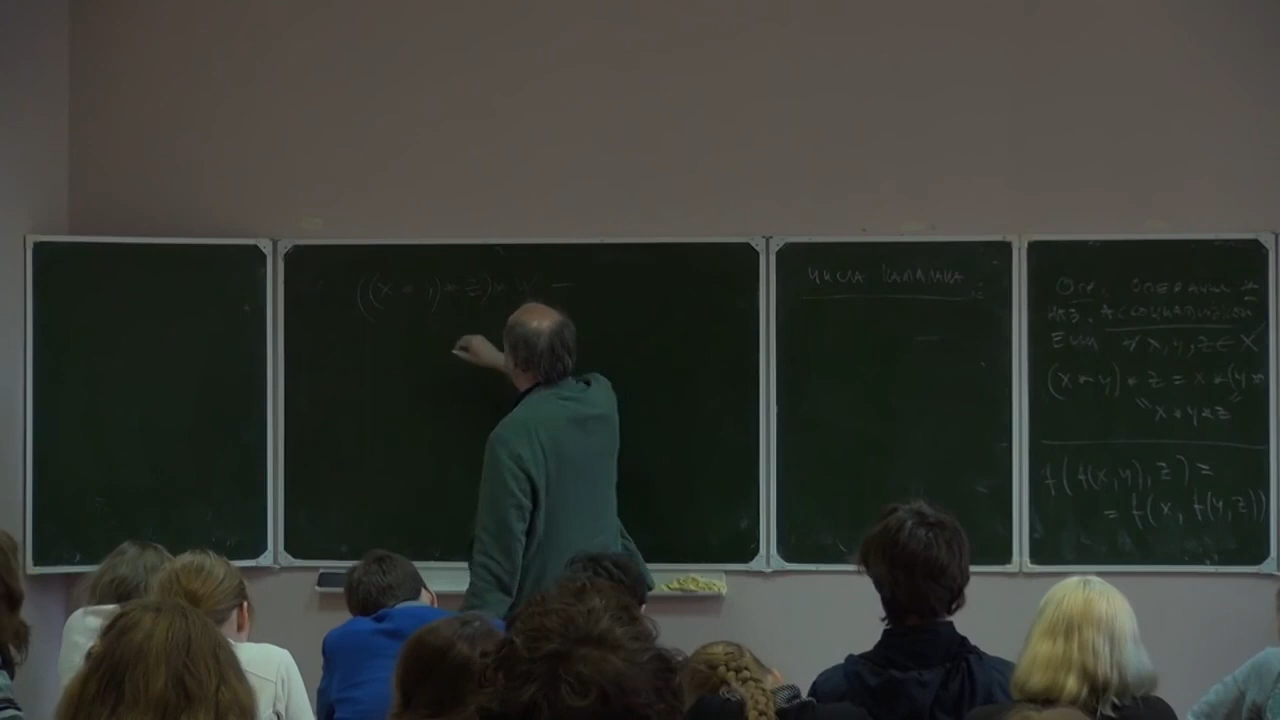 ((x * y) * z) * w —
Числа Каталана:
Опр. Операция *
наз. Ассоциативной
Если ∀ x, y, z ∈ X
(x * y) * z = x * (y *
"x * y * z"
f(f(x,y), z) =
= f(x, f(y,z))